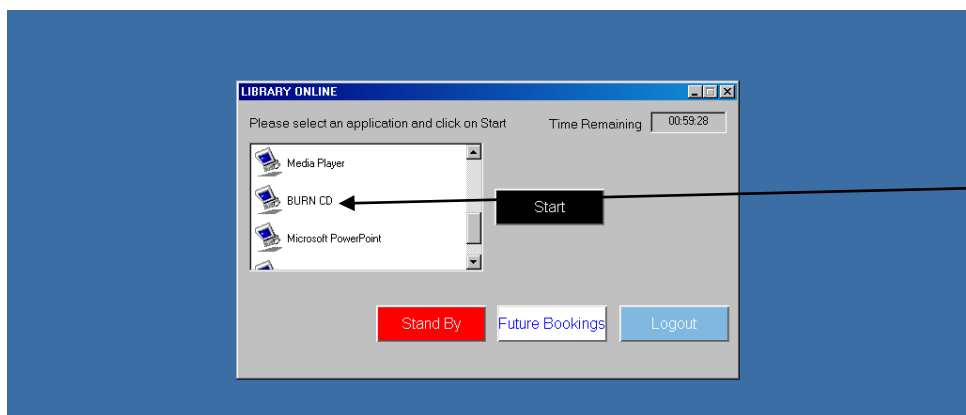 LIBRARY ONLINE
Please select an application and click on Start
Time Remaining 00:59:28
Media Player
BURN CD
Start
Microsoft PowerPoint
Stand By
Future Bookings
Logout